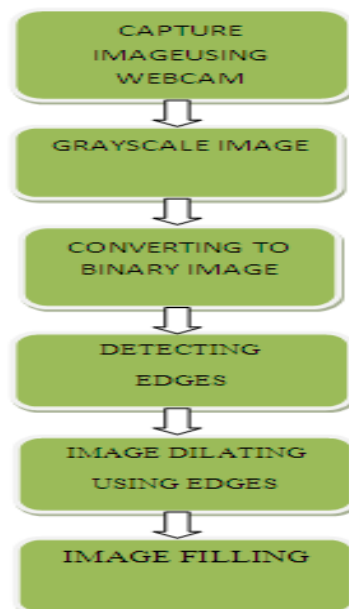 CAPTURE
IMAGEUSING
WEBCAM
GRAYSCALE IMAGE
CONVERTING TO
BINARY IMAGE
DETECTING
EDGES
IMAGE DILATING
USING EDGES
IMAGE FILLING